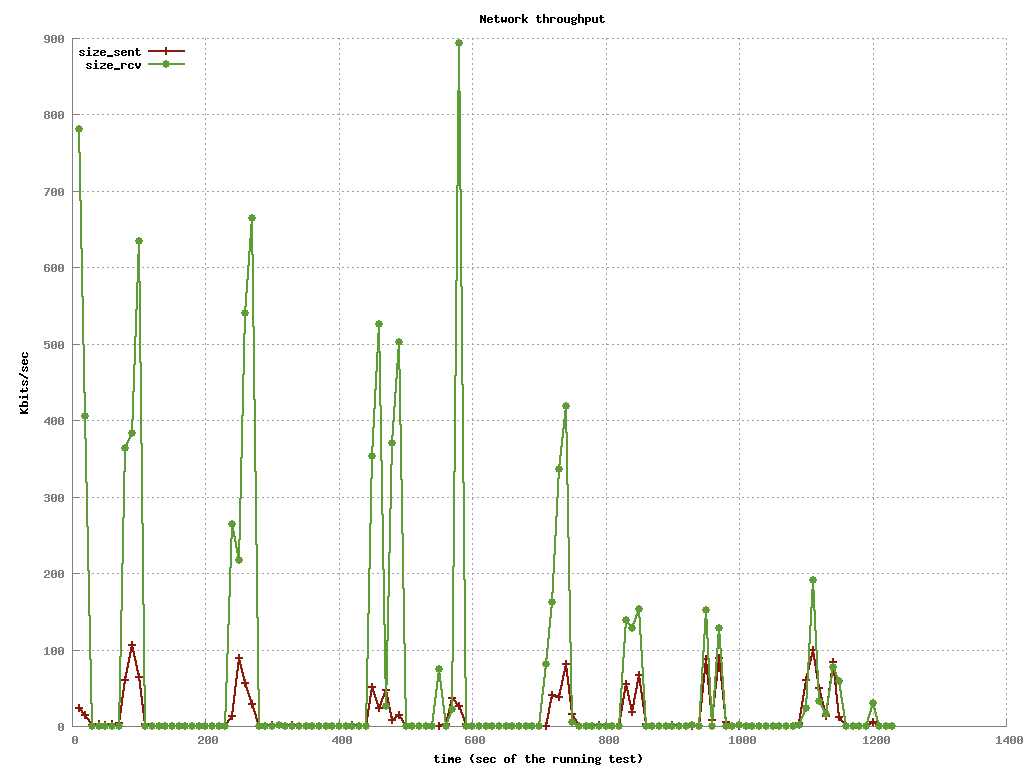 Network throughput
size_sent
size_rcv
900
800
700
600
500
400
300
200
100
0
Kbits/sec
0 200 400 600 800 1000 1200 1400
time (sec of the running test)